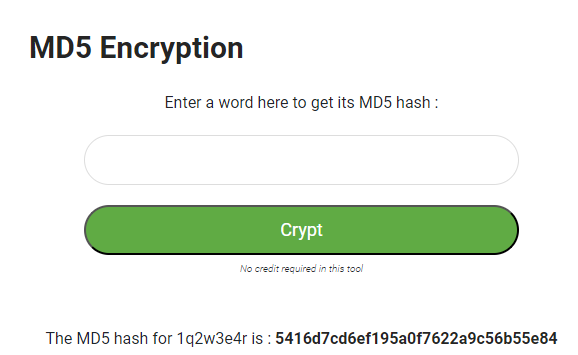 MD5 Encryption
Enter a word here to get its MD5 hash :
Crypt
No credit required in this tool
The MD5 hash for 1q2w3e4r is : 5416d7cd6ef195a0f7622a9c56b55e84